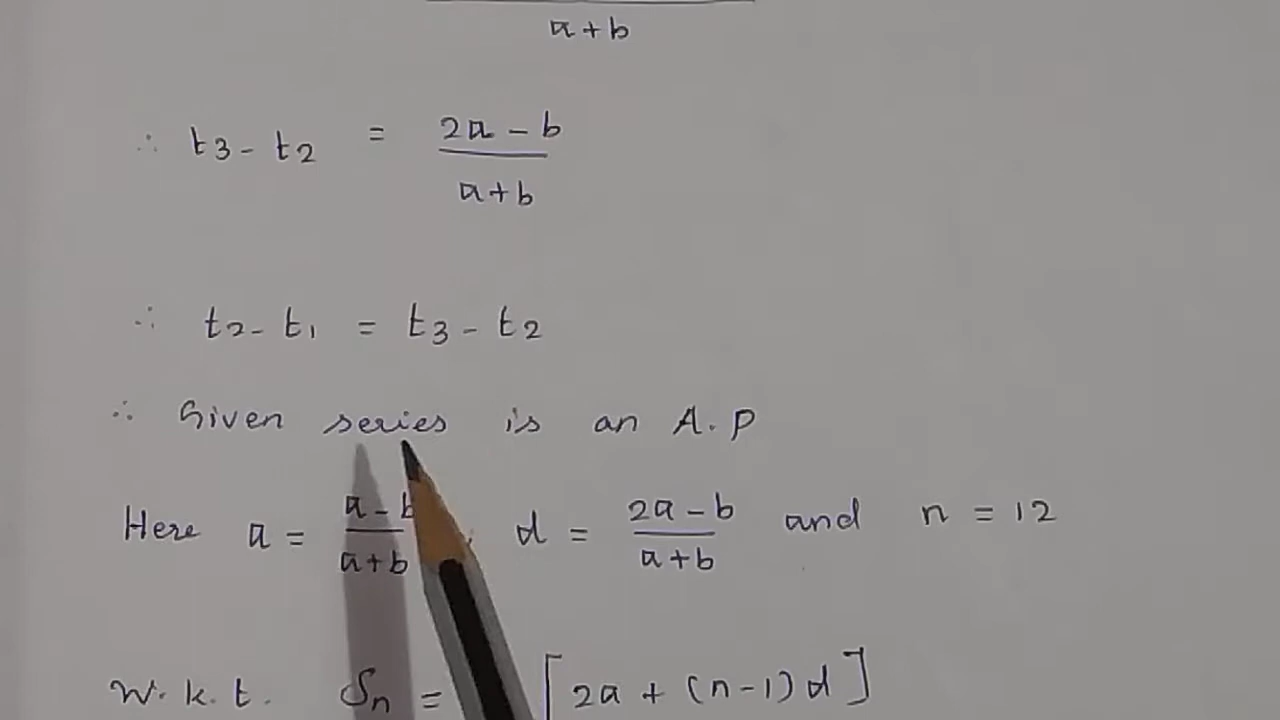 a + b
∴ t3 - t2 = 2a - b
a + b
∴ t2 - t1 = t3 - t2
∴ Given series is an A.P
Here a = a - b / a + b, d = 2a - b / a + b and n = 12
W.k.t. Sn = [2a + (n-1)d]